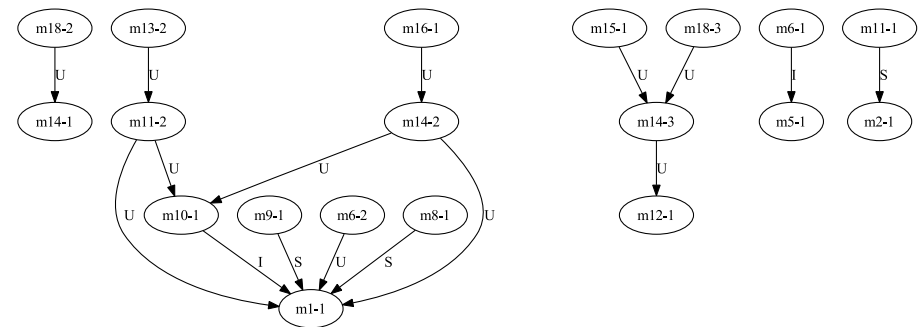 m18-2 m13-2 m16-1 m15-1 m18-3 m6-1 m11-1
U U U U U I S
m14-1 m11-2 m14-2 m14-3 m5-1 m2-1
U U U
m10-1 m9-1 m6-2 m8-1 m12-1
U U
I S U S
m1-1